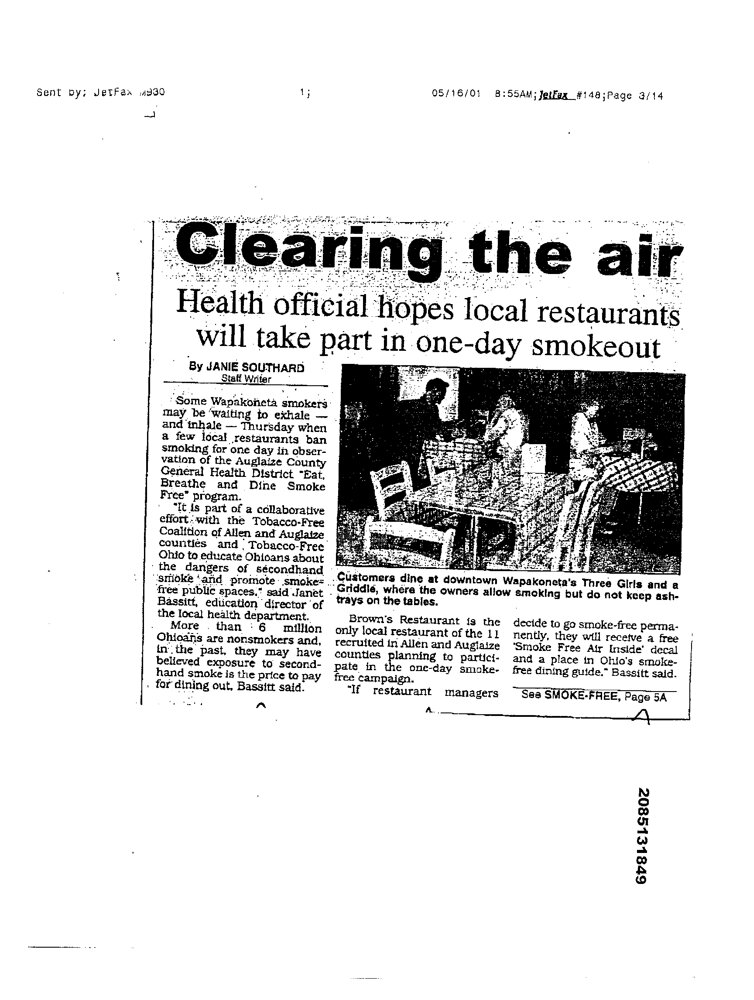 Sent by: JetFax M930 1; 05/16/01 8:55AM; JetFax #148; Page 3/14
Clearing the air
Health official hopes local restaurants
will take part in one-day smokeout
By JANIE SOUTHARD
Staff Writer
Some Wapakoneta smokers
may be waiting to exhale —
and inhale — Thursday when
a few local restaurants ban
smoking for one day in obser-
vation of the Auglaize County
General Health District "Eat,
Breathe and Dine Smoke
Free" program.
"It is part of a collaborative
effort with the Tobacco-Free
Coalition of Allen and Auglaize
counties and Tobacco-Free
Ohio to educate Ohioans about
the dangers of secondhand
smoke and promote smoke-
free public spaces," said Janet
Bassitt, education director of
the local health department.
More than 6 million
Ohioans are nonsmokers and,
in the past, they may have
believed exposure to second-
hand smoke is the price to pay
for dining out, Bassitt said.
Customers dine at downtown Wapakoneta's Three Girls and a
Griddle, where the owners allow smoking but do not keep ash-
trays on the tables.
Brown's Restaurant is the
only local restaurant of the 11
recruited in Allen and Auglaize
counties planning to partici-
pate in the one-day smoke-
free campaign.
"If restaurant managers
decide to go smoke-free perma-
nently, they will receive a free
'Smoke Free Air Inside' decal
and a place in Ohio's smoke-
free dining guide," Bassitt said.
See SMOKE-FREE, Page 5A
2085131849